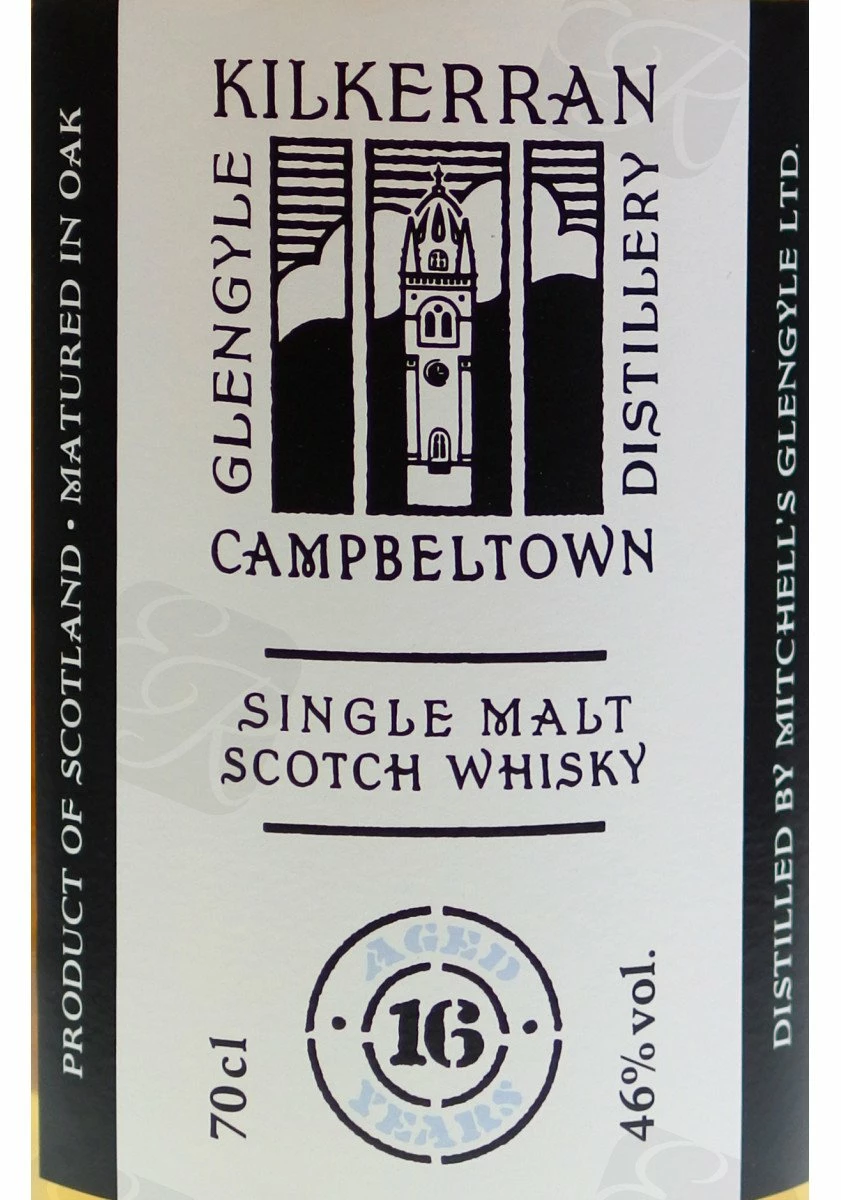 KILKERRAN
GLENGYLE
DISTILLERY
CAMPBELTOWN
SINGLE MALT
SCOTCH WHISKY
AGED
16
YEARS
70cl
46% vol.
PRODUCT OF SCOTLAND • MATURED IN OAK
DISTILLED BY MITCHELL'S GLENGYLE LTD.